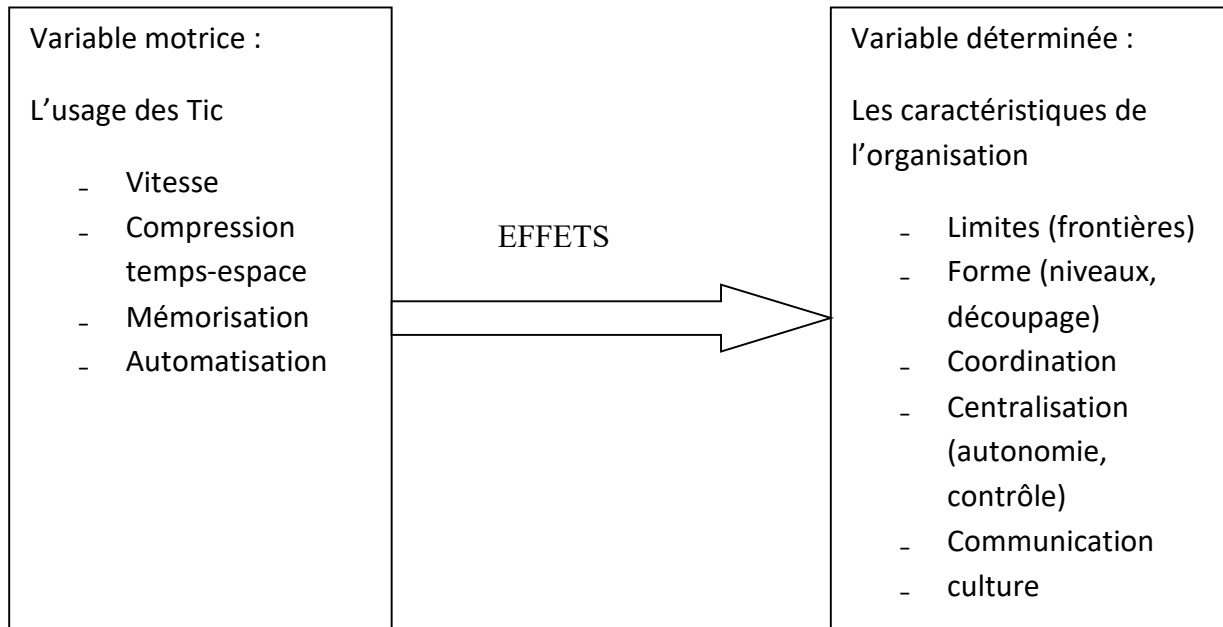 Variable motrice :
L’usage des Tic
- Vitesse
- Compression
temps-espace
- Mémorisation
- Automatisation
EFFETS
Variable déterminée :
Les caractéristiques de
l’organisation
- Limites (frontières)
- Forme (niveaux,
découpage)
- Coordination
- Centralisation
(autonomie,
contrôle)
- Communication
- culture